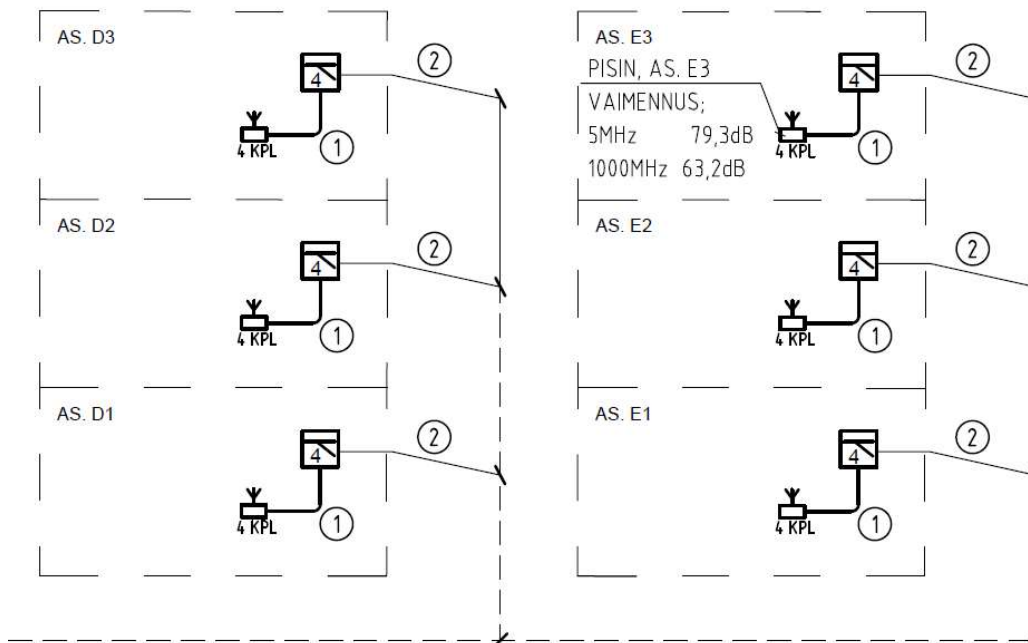 AS. D3
2
4
4 KPL
1
AS. E3
PISIN, AS. E3
VAIMENNUS;
5MHz 79,3dB
1000MHz 63,2dB
2
4
4 KPL
1
AS. D2
2
4
4 KPL
1
AS. E2
2
4
4 KPL
1
AS. D1
2
4
4 KPL
1
AS. E1
2
4
4 KPL
1